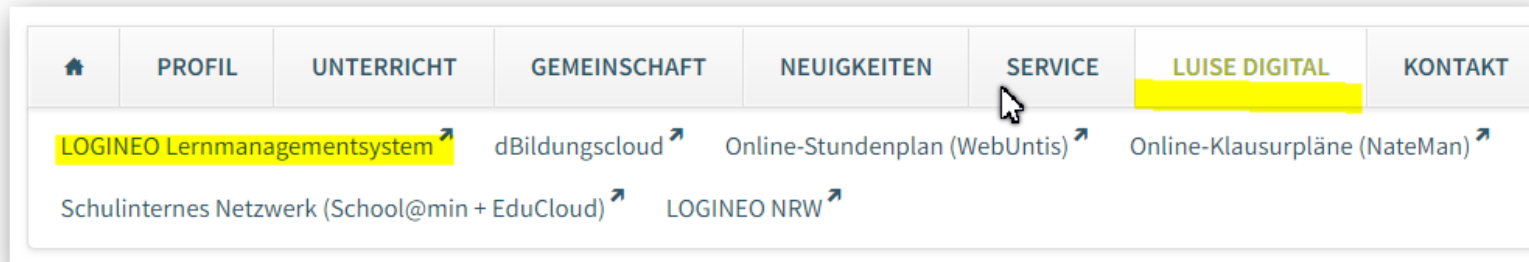 PROFIL UNTERRICHT GEMEINSCHAFT NEUIGKEITEN SERVICE LUISE DIGITAL KONTAKT
LOGINEO Lernmanagementsystem dBildungscloud Online-Stundenplan (WebUntis) Online-Klausurpläne (NateMan)
Schulinternes Netzwerk (School@min + EduCloud) LOGINEO NRW